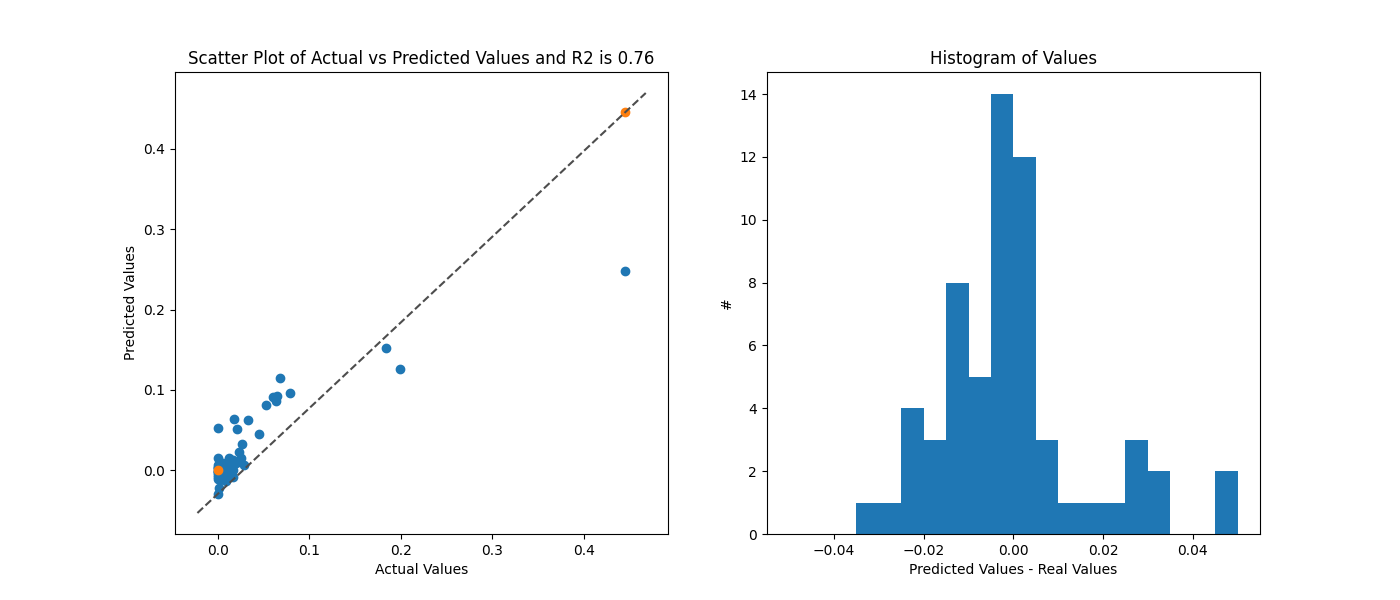 Scatter Plot of Actual vs Predicted Values and R2 is 0.76
Predicted Values
0.4
0.3
0.2
0.1
0.0
0.0 0.1 0.2 0.3 0.4
Actual Values
Histogram of Values
#
14
12
10
8
6
4
2
0
−0.04 −0.02 0.00 0.02 0.04
Predicted Values - Real Values